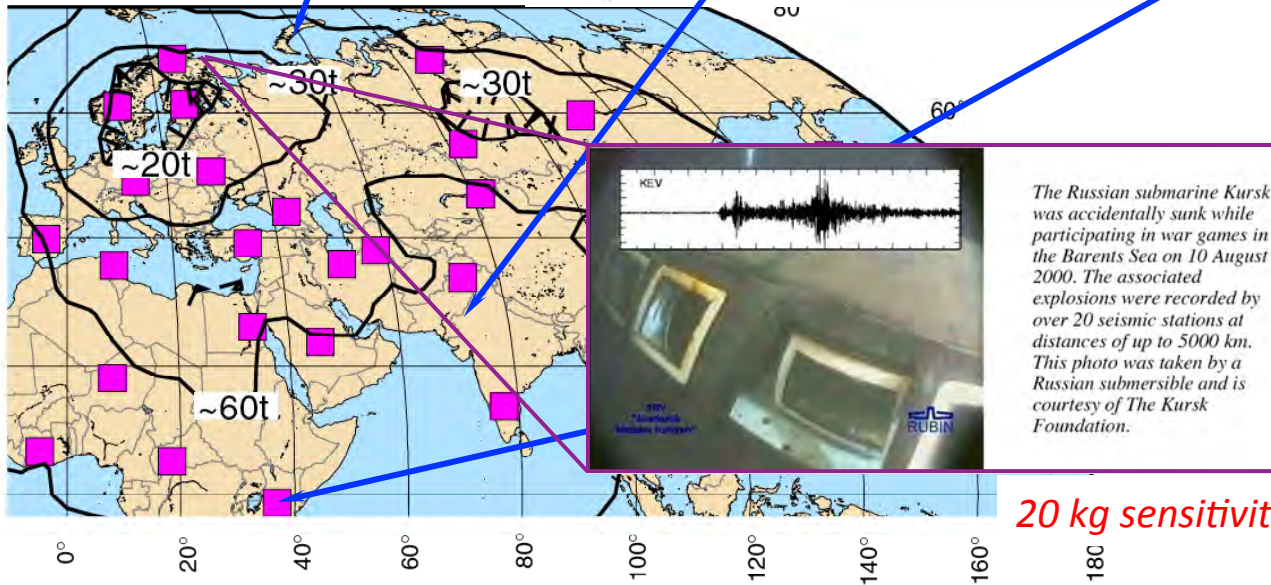 80
~30t
~30t
60°
~20t
KEV
The Russian submarine Kursk
was accidentally sunk while
participating in war games in
the Barents Sea on 10 August
2000. The associated
explosions were recorded by
over 20 seismic stations at
distances of up to 5000 km.
This photo was taken by a
Russian submersible and is
courtesy of The Kursk
Foundation.
RUBIN
~60t
20 kg sensitivit
0°
20°
40°
60°
80°
100°
120°
140°
160°
180